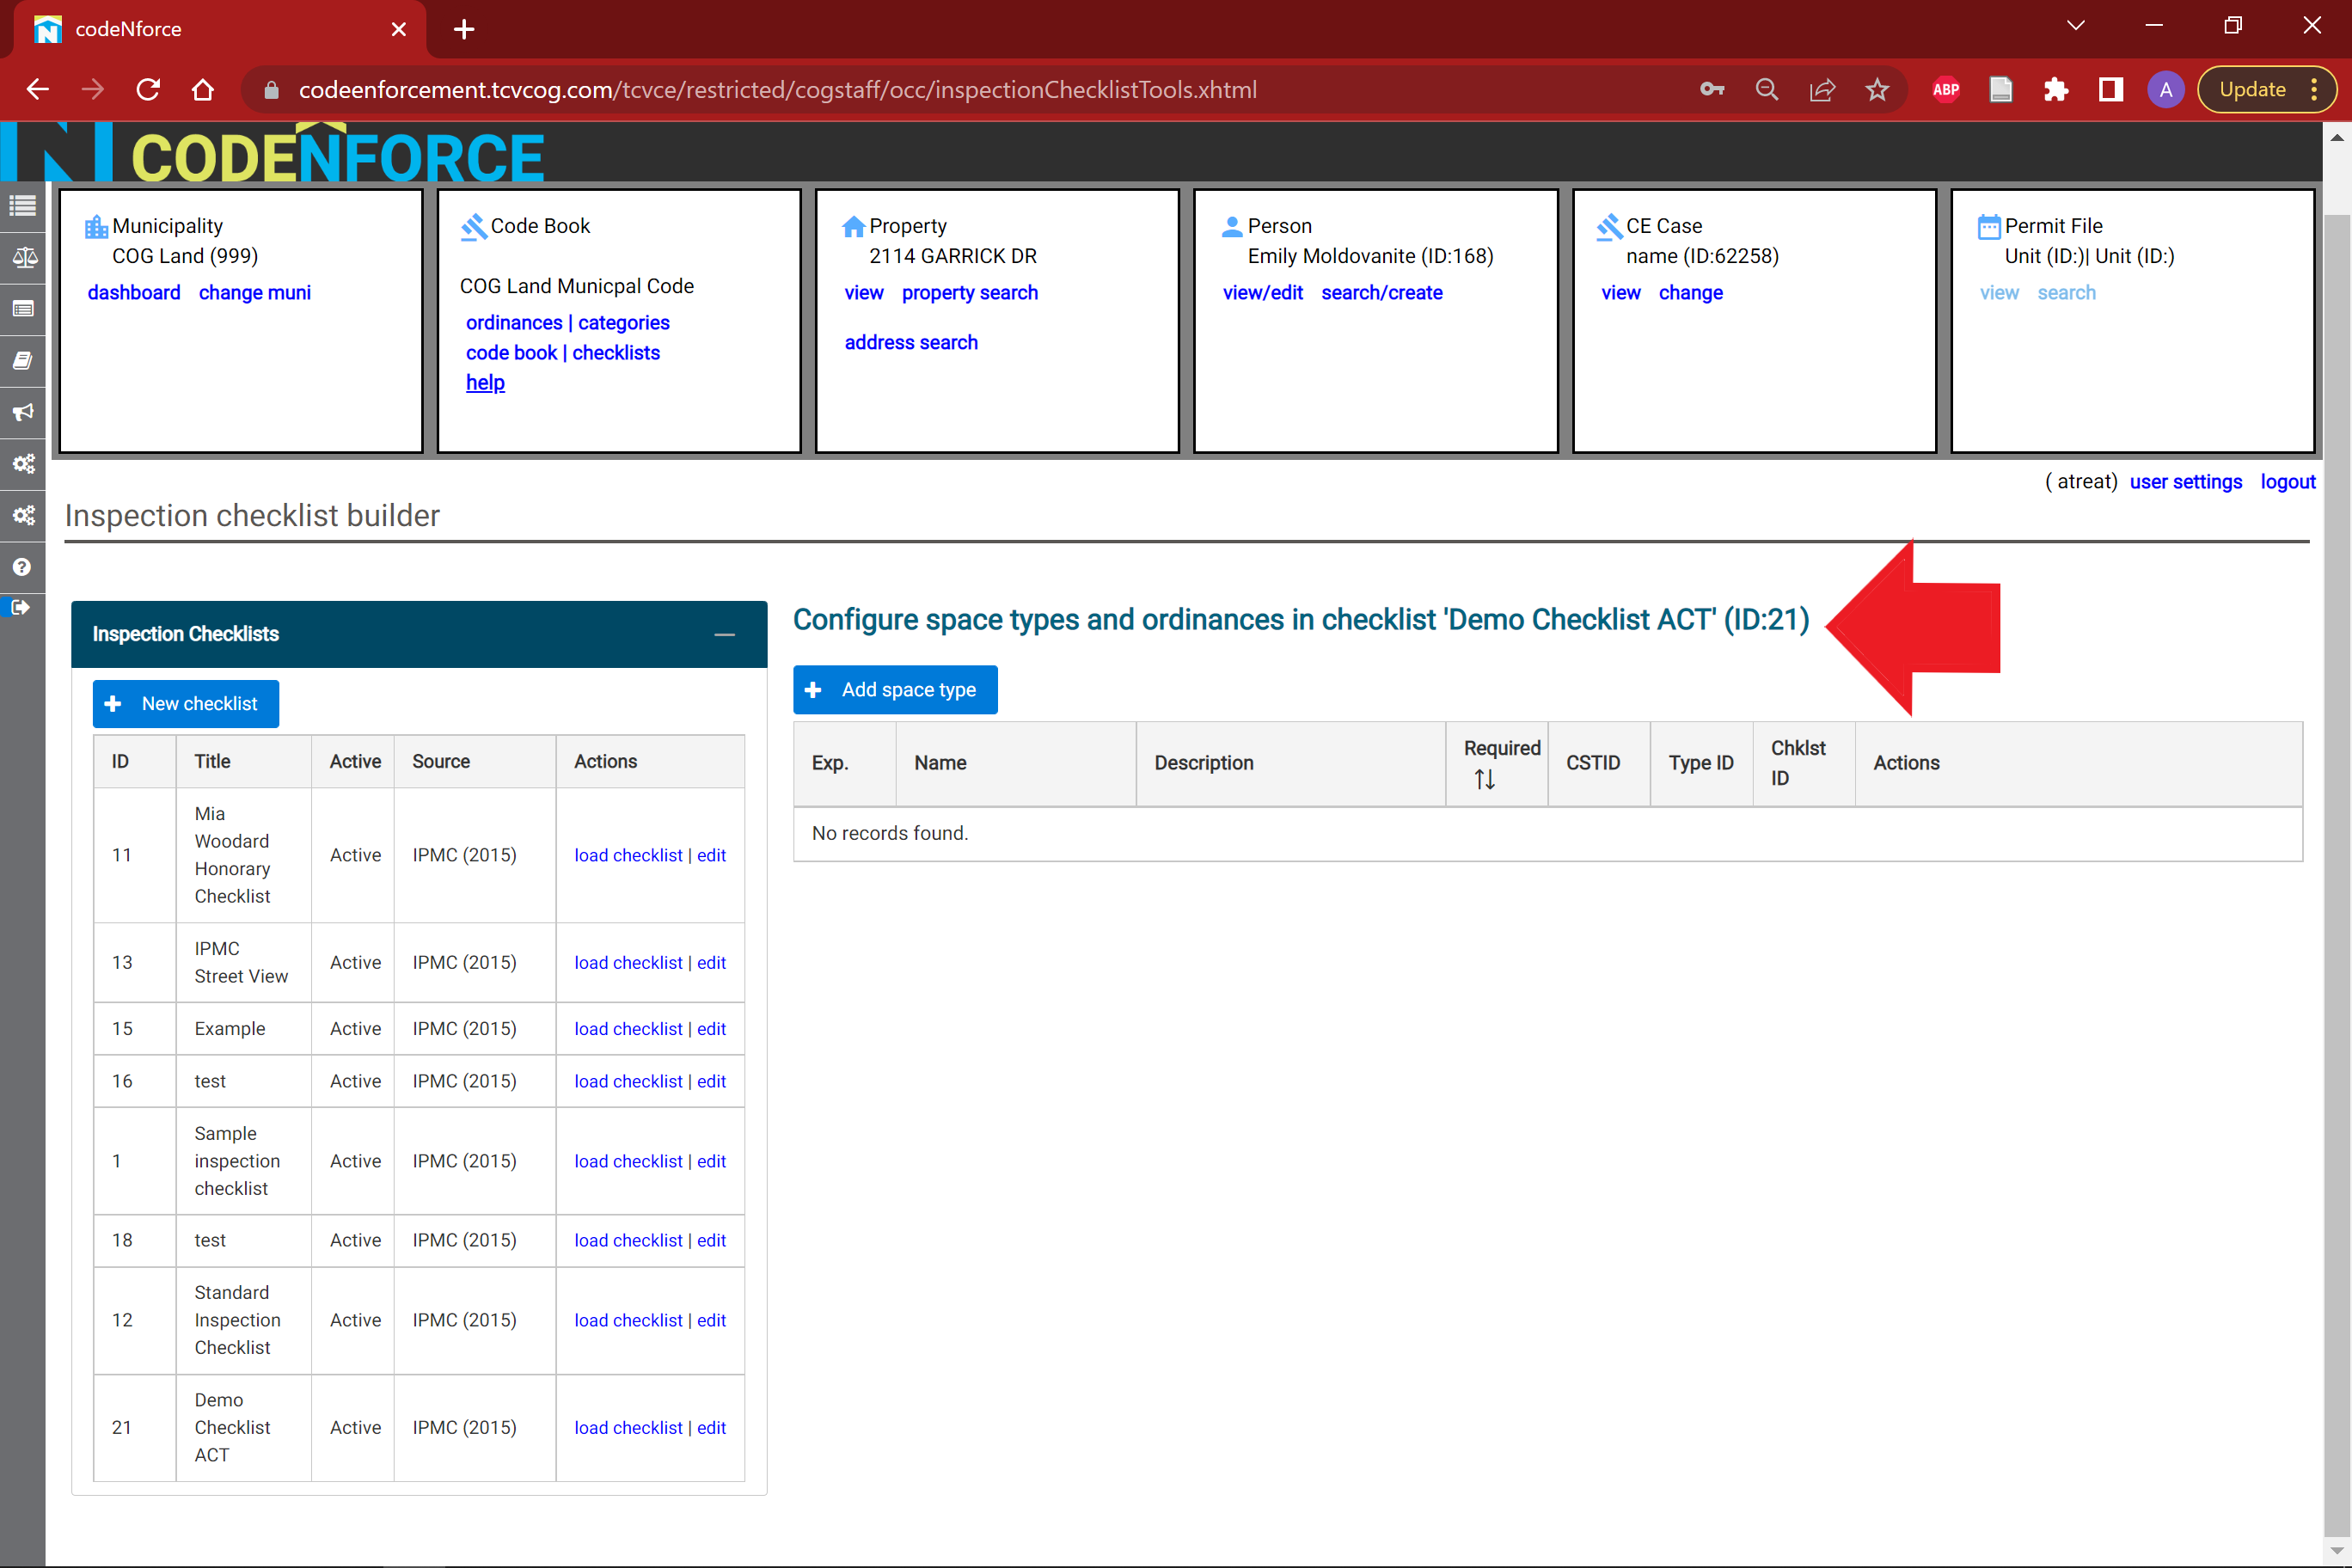 codeNforce
codeenforcement.tcvcog.com/tcvce/restricted/cogstaff/occ/inspectionChecklistTools.xhtml
ABP
A
Update
N CODENFORCE
Municipality
COG Land (999)
dashboard change muni
Code Book
COG Land Municpal Code
ordinances | categories
code book | checklists
help
Property
2114 GARRICK DR
view property search
address search
Person
Emily Moldovanite (ID:168)
view/edit search/create
CE Case
name (ID:62258)
view change
Permit File
Unit (ID:)| Unit (ID:)
view search
( atreat) user settings logout
Inspection checklist builder
Inspection Checklists
New checklist
ID Title Active Source Actions
11 Mia Woodard Honorary Checklist Active IPMC (2015) load checklist | edit
13 IPMC Street View Active IPMC (2015) load checklist | edit
15 Example Active IPMC (2015) load checklist | edit
16 test Active IPMC (2015) load checklist | edit
1 Sample inspection checklist Active IPMC (2015) load checklist | edit
18 test Active IPMC (2015) load checklist | edit
12 Standard Inspection Checklist Active IPMC (2015) load checklist | edit
21 Demo Checklist ACT Active IPMC (2015) load checklist | edit
Configure space types and ordinances in checklist 'Demo Checklist ACT' (ID:21)
Add space type
Exp. Name Description Required CSTID Type ID Chklst ID Actions
No records found.